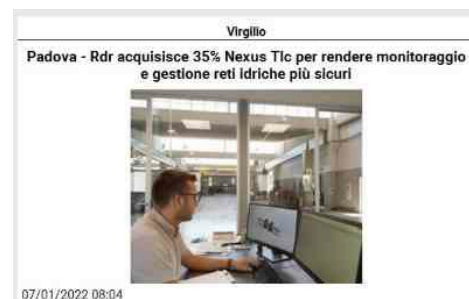 Virgilio
Padova - Rdr acquisisce 35% Nexus Tlc per rendere monitoraggio
e gestione reti idriche più sicuri
07/01/2022 08:04